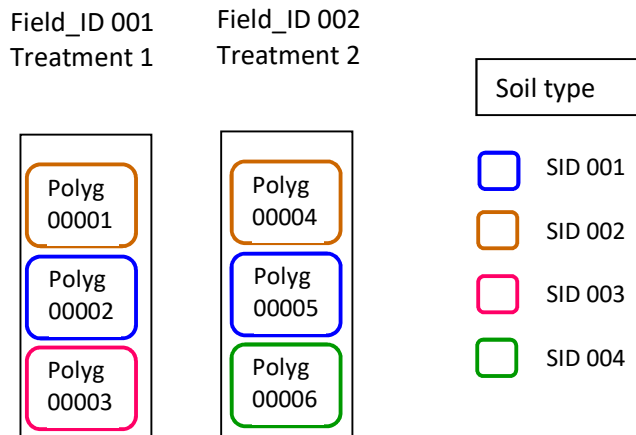 Field_ID 001
Treatment 1
Field_ID 002
Treatment 2
Soil type
Polyg
00001
Polyg
00002
Polyg
00003
Polyg
00004
Polyg
00005
Polyg
00006
SID 001
SID 002
SID 003
SID 004